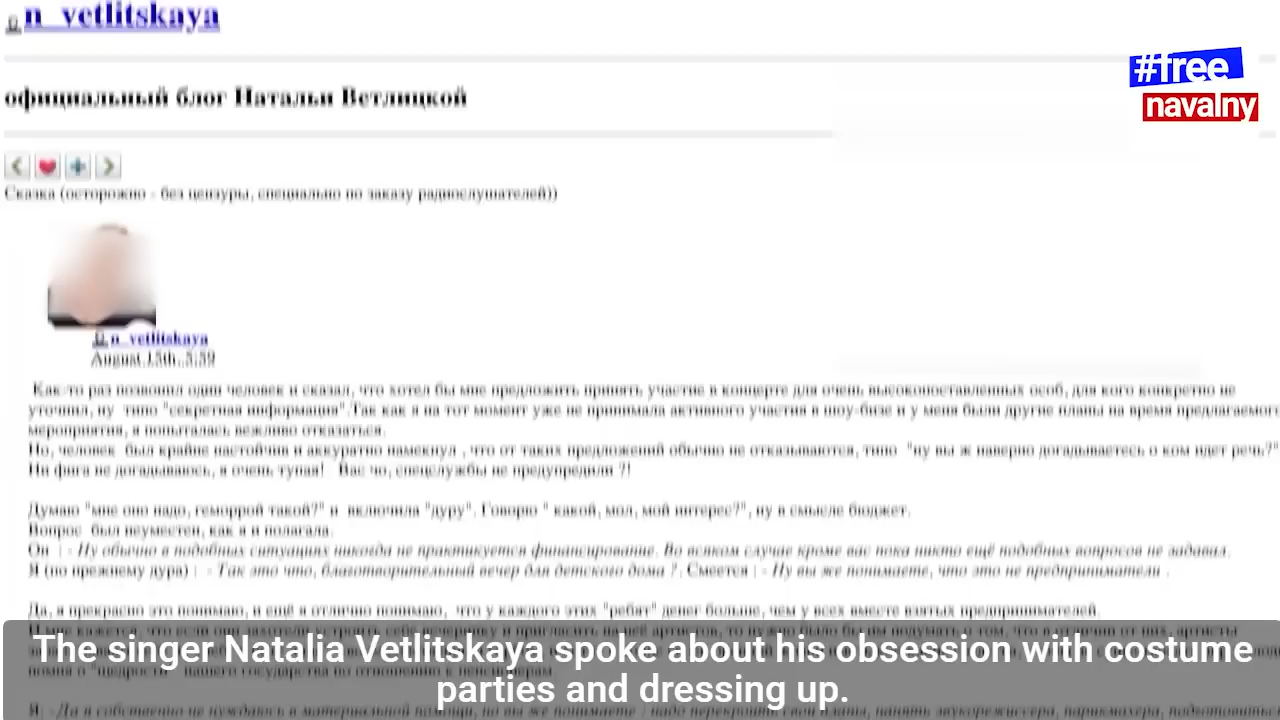 n_vetlitskaya
#free
navalny
официальный блог Натальи Ветлицкой
Сказка (осторожно - без цензуры, специально по заказу радиослушателей))
n_vetlitskaya
August 15th, 5:59
Как-то раз позвонил один человек и сказал, что хотел бы мне предложить принять участие в концерте для очень высокопоставленных особ, для кого конкретно не
уточнил, ну типо "секретная информация".Так как я на тот момент уже не принимала активного участия в шоу-бизе и у меня были другие планы на время предлагаемого
мероприятия, я попыталась вежливо отказаться.
Но, человек был крайне настойчив и аккуратно намекнул , что от таких предложений обычно не отказываются, типо "ну вы ж наверно догадываетесь о ком идет речь?"
Ни фига не догадываюсь, я очень тупая! Вас чо, спецслужбы не предупредили ?!
Думаю "мне оно надо, геморрой такой?" и включила "дуру". Говорю " какой, мол, мой интерес?", ну в смысле бюджет.
Вопрос был неуместен, как я и полагала.
Он : - Ну обычно в подобных ситуациях никогда не практикуется финансирование. Во всяком случае кроме вас пока никто ещё подобных вопросов не задавал.
Я (по прежнему дура) : - Так это что, благотворительный вечер для детского дома ?. Смеется : - Ну вы же понимаете, что это не предприниматели .
Да, я прекрасно это понимаю, и ещё я отлично понимаю, что у каждого этих "ребят" денег больше, чем у всех вместе взятых предпринимателей.
The singer Natalia Vetlitskaya spoke about his obsession with costume
parties and dressing up.